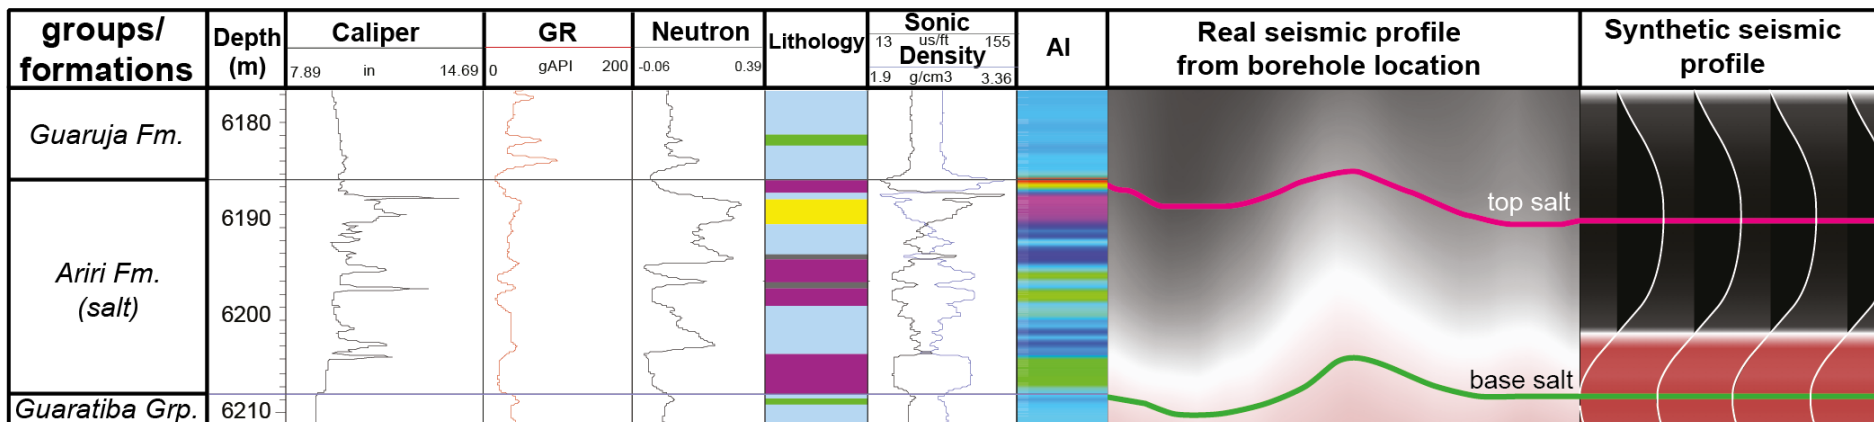 groups/
formations
Depth
(m)
Caliper
7.89 in 14.69
GR
0 gAPI 200
Neutron
-0.06 0.39
Lithology
Sonic
13 us/ft 155
Density
1.9 g/cm3 3.36
AI
Real seismic profile
from borehole location
Synthetic seismic
profile
Guaruja Fm.
Ariri Fm.
(salt)
Guaratiba Grp.
6180
6190
6200
6210
top salt
base salt